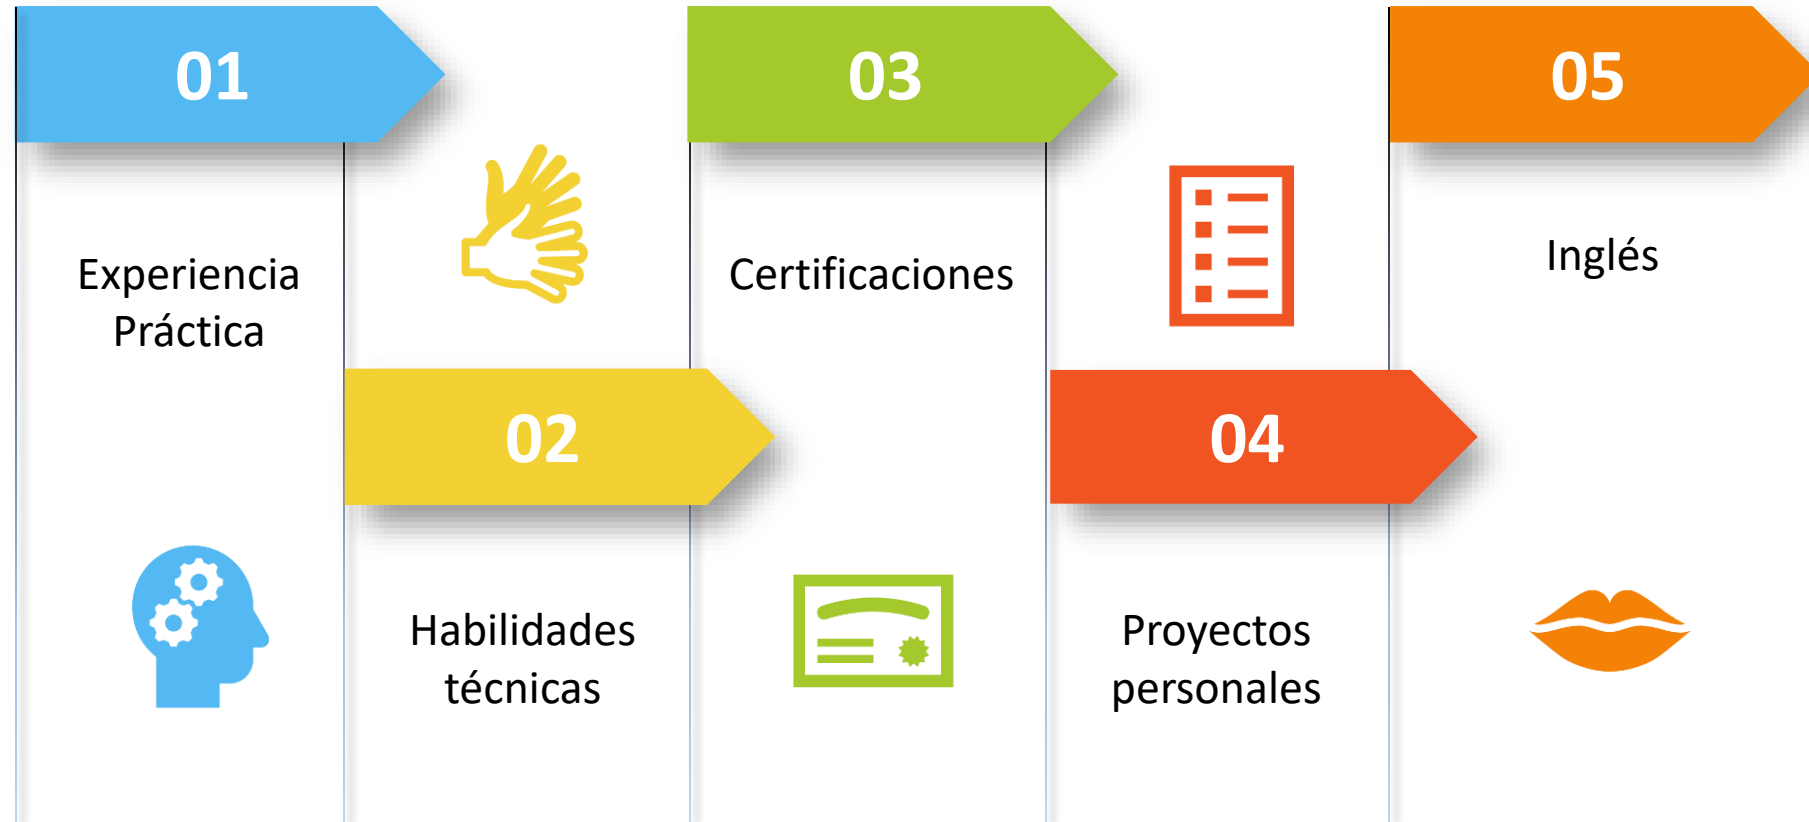 01
Experiencia
Práctica
02
Habilidades
técnicas
03
Certificaciones
04
Proyectos
personales
05
Inglés